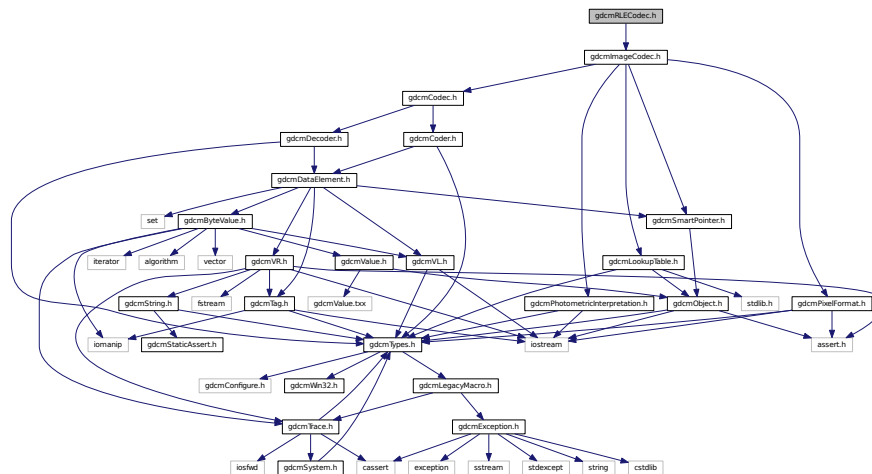 gdcmRLECodec.h
gdcmImageCodec.h
gdcmCodec.h
gdcmDecoder.h
gdcmCoder.h
gdcmDataElement.h
set
gdcmByteValue.h
gdcmSmartPointer.h
iterator
algorithm
vector
gdcmVR.h
gdcmValue.h
gdcmVL.h
gdcmLookupTable.h
gdcmString.h
fstream
gdcmTag.h
gdcmValue.txx
gdcmPhotometricInterpretation.h
gdcmObject.h
stdlib.h
gdcmPixelFormat.h
iomanip
gdcmStaticAssert.h
gdcmTypes.h
iostream
assert.h
gdcmConfigure.h
gdcmWin32.h
gdcmLegacyMacro.h
gdcmTrace.h
gdcmException.h
iosfwd
gdcmSystem.h
cassert
exception
sstream
stdexcept
string
cstdlib